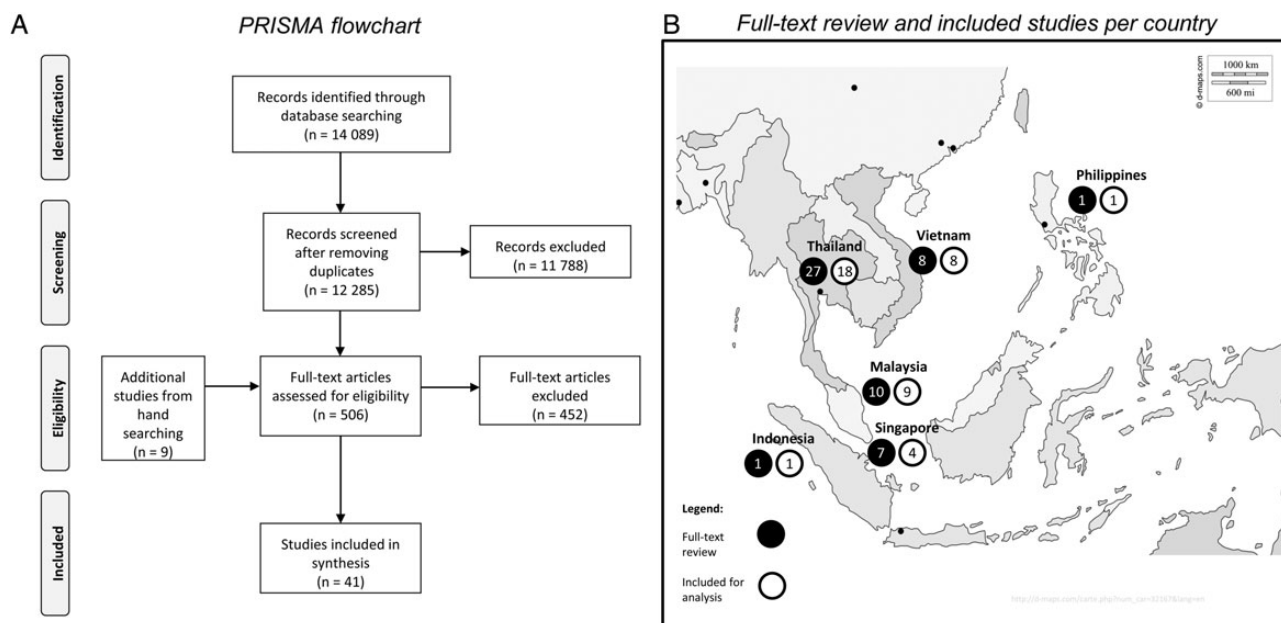 A
PRISMA flowchart
Identification
Records identified through
database searching
(n = 14 089)
Screening
Records screened
after removing
duplicates
(n = 12 285)
Records excluded
(n = 11 788)
Eligibility
Additional
studies from
hand
searching
(n = 9)
Full-text articles
assessed for eligibility
(n = 506)
Full-text articles
excluded
(n = 452)
Included
Studies included in
synthesis
(n = 41)
B
Full-text review and included studies per country
1000 km
600 mi
© d-maps.com
Philippines
1 1
Vietnam
8 8
Thailand
27 18
Malaysia
10 9
Singapore
7 4
Indonesia
1 1
Legend:
Full-text
review
Included for
analysis